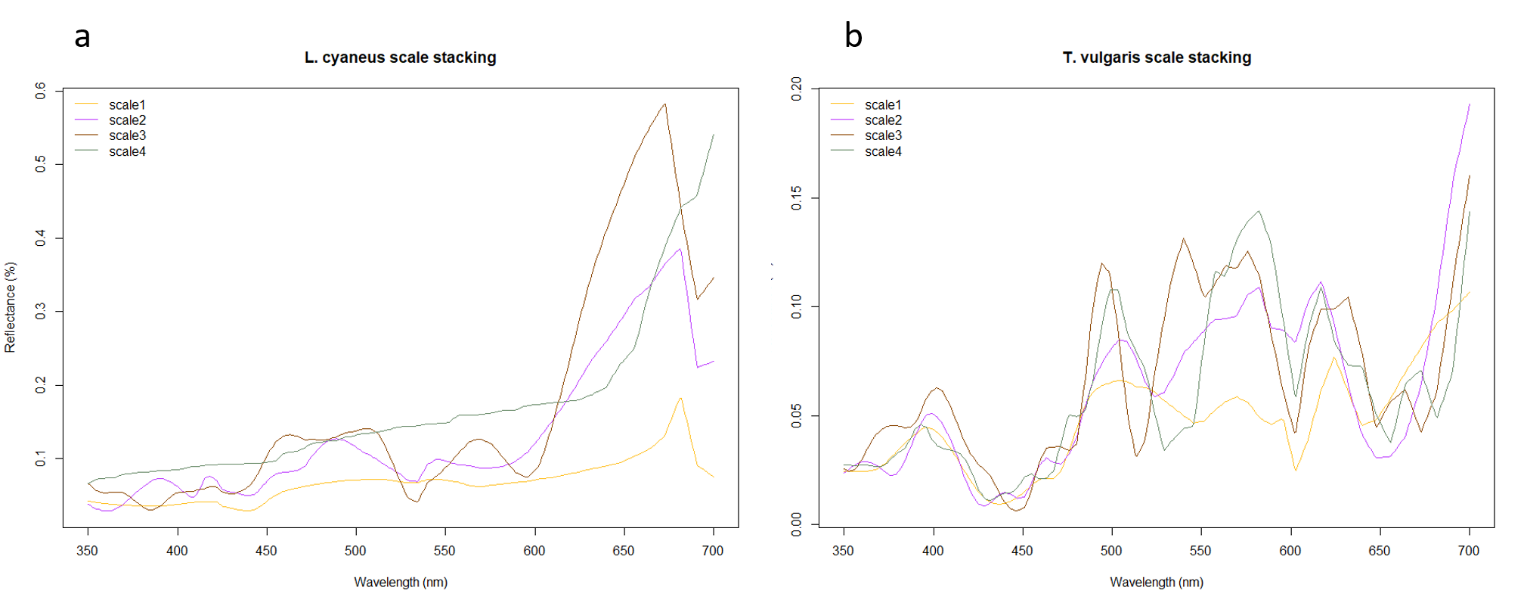 a
L. cyaneus scale stacking
scale1
scale2
scale3
scale4
0.6
0.5
0.4
0.3
0.2
0.1
Reflectance (%)
350 400 450 500 550 600 650 700
Wavelength (nm)
b
T. vulgaris scale stacking
scale1
scale2
scale3
scale4
0.20
0.15
0.10
0.05
0.00
350 400 450 500 550 600 650 700
Wavelength (nm)